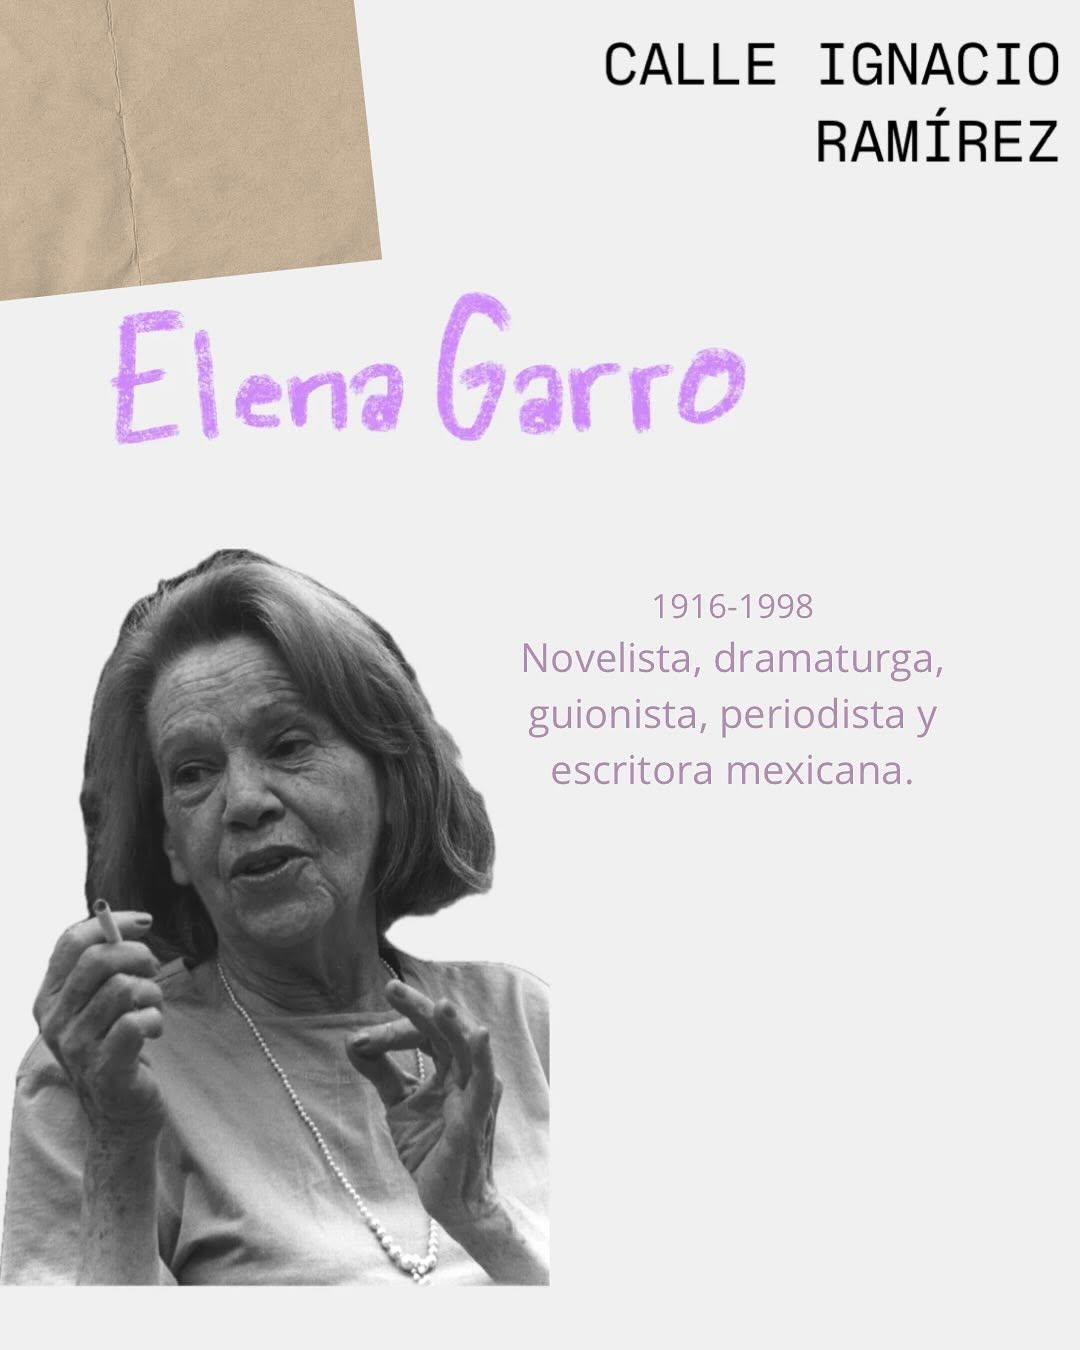 CALLE IGNACIO
RAMÍREZ
Elena Garro
1916-1998
Novelista, dramaturga,
guionista, periodista y
escritora mexicana.